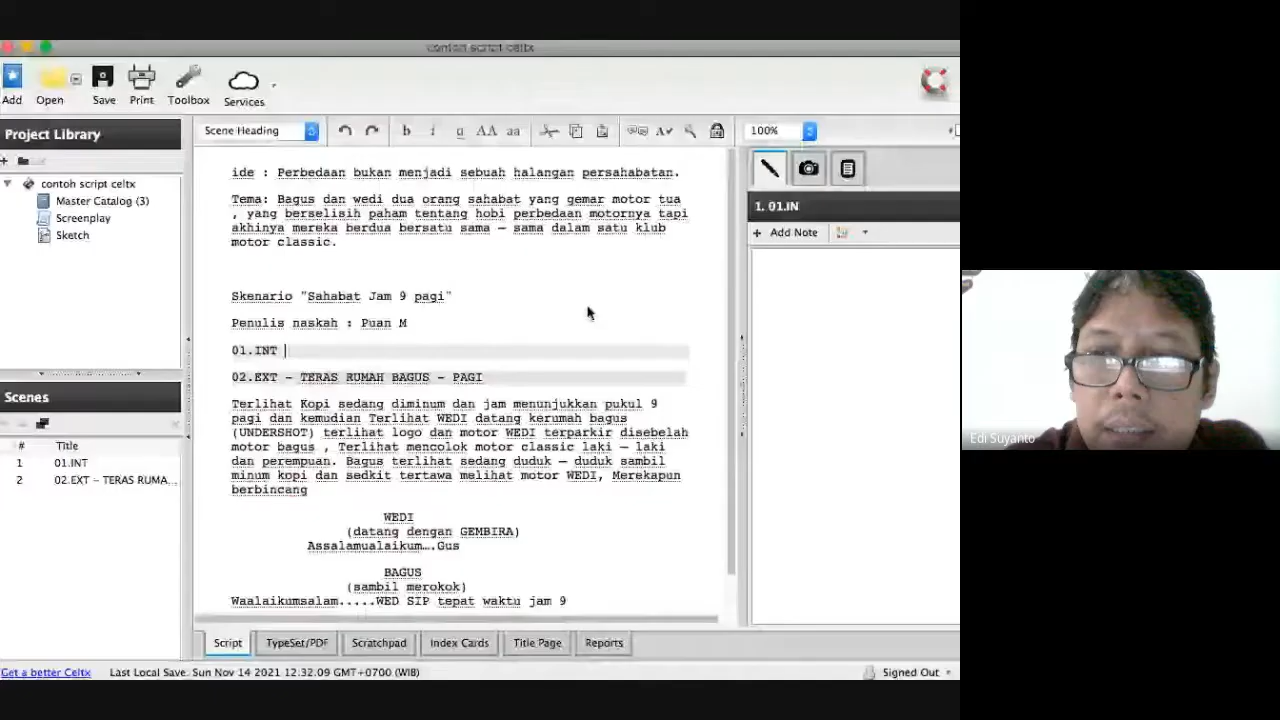 contoh script celtx
Add Open Save Print Toolbox Services
Project Library
contoh script celtx
Master Catalog (3)
Screenplay
Sketch
Scenes
# Title
1 01.INT
2 02.EXT – TERAS RUMA...
Scene Heading b i u AA aa 100%
ide : Perbedaan bukan menjadi sebuah halangan persahabatan.
Tema: Bagus dan wedi dua orang sahabat yang gemar motor tua
, yang berselisih paham tentang hobi perbedaan motornya tapi
akhinya mereka berdua bersatu sama – sama dalam satu klub
motor classic.
Skenario "Sahabat Jam 9 pagi"
Penulis naskah : Puan M
01.INT
02.EXT – TERAS RUMAH BAGUS – PAGI
Terlihat Kopi sedang diminum dan jam menunjukkan pukul 9
pagi dan kemudian Terlihat WEDI datang kerumah bagus
(UNDERSHOT) terlihat logo dan motor WEDI terparkir disebelah
motor bagus , Terlihat mencolok motor classic laki – laki
dan perempuan. Bagus terlihat sedang duduk – duduk sambil
minum kopi dan sedkit tertawa melihat motor WEDI, Merekapun
berbincang
WEDI
(datang dengan GEMBIRA)
Assalamualaikum….Gus
BAGUS
(sambil merokok)
Waalaikumsalam.....WED SIP tepat waktu jam 9
1. 01.IN
+ Add Note
Script TypeSet/PDF Scratchpad Index Cards Title Page Reports
Get a better Celtx Last Local Save. Sun Nov 14 2021 12.32.09 GMT+0700 (WIB) Signed Out
Edi Suyanto